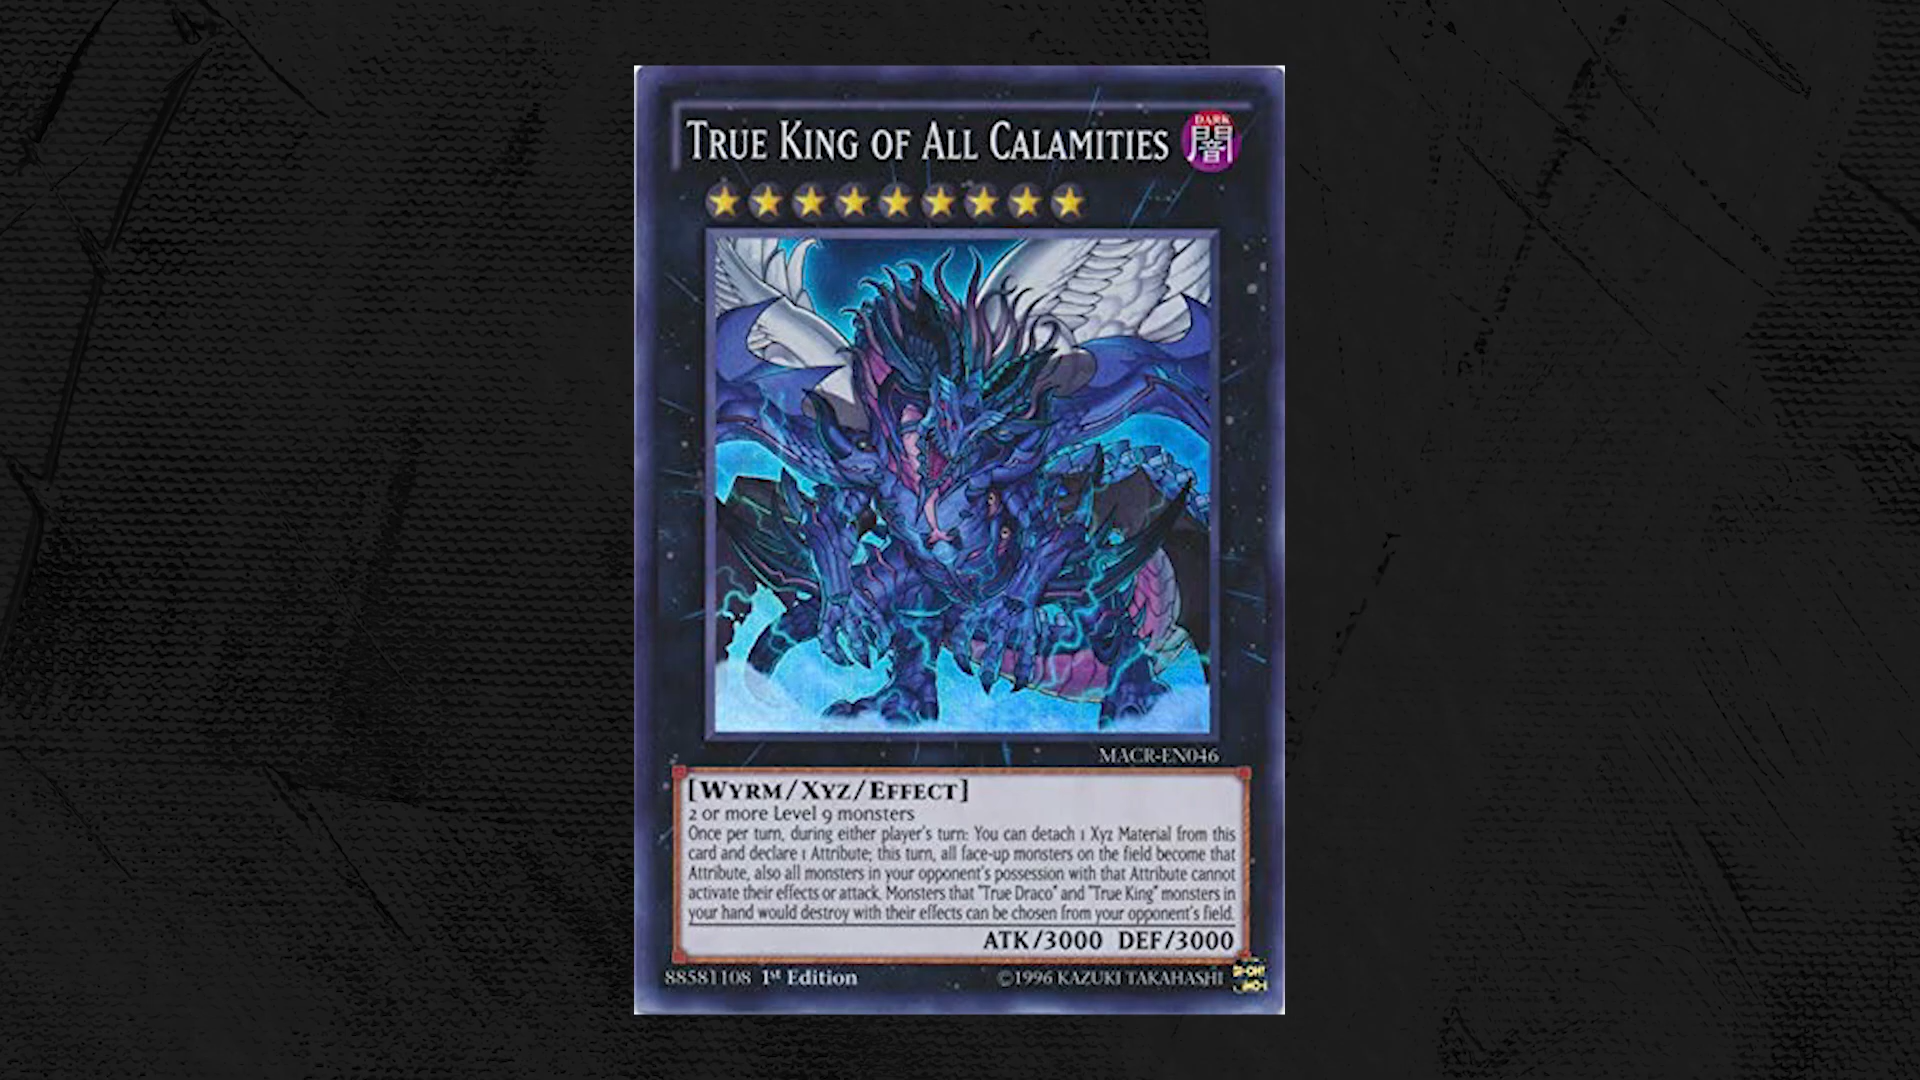 TRUE KING OF ALL CALAMITIES
DARK
闇
MACR-EN046
[WYRM/XYZ/EFFECT]
2 or more Level 9 monsters
Once per turn, during either player's turn: You can detach 1 Xyz Material from this
card and declare 1 Attribute; this turn, all face-up monsters on the field become that
Attribute, also all monsters in your opponent's possession with that Attribute cannot
activate their effects or attack. Monsters that "True Draco" and "True King" monsters in
your hand would destroy with their effects can be chosen from your opponent's field.
ATK/3000 DEF/3000
88581108 1st Edition
©1996 KAZUKI TAKAHASHI